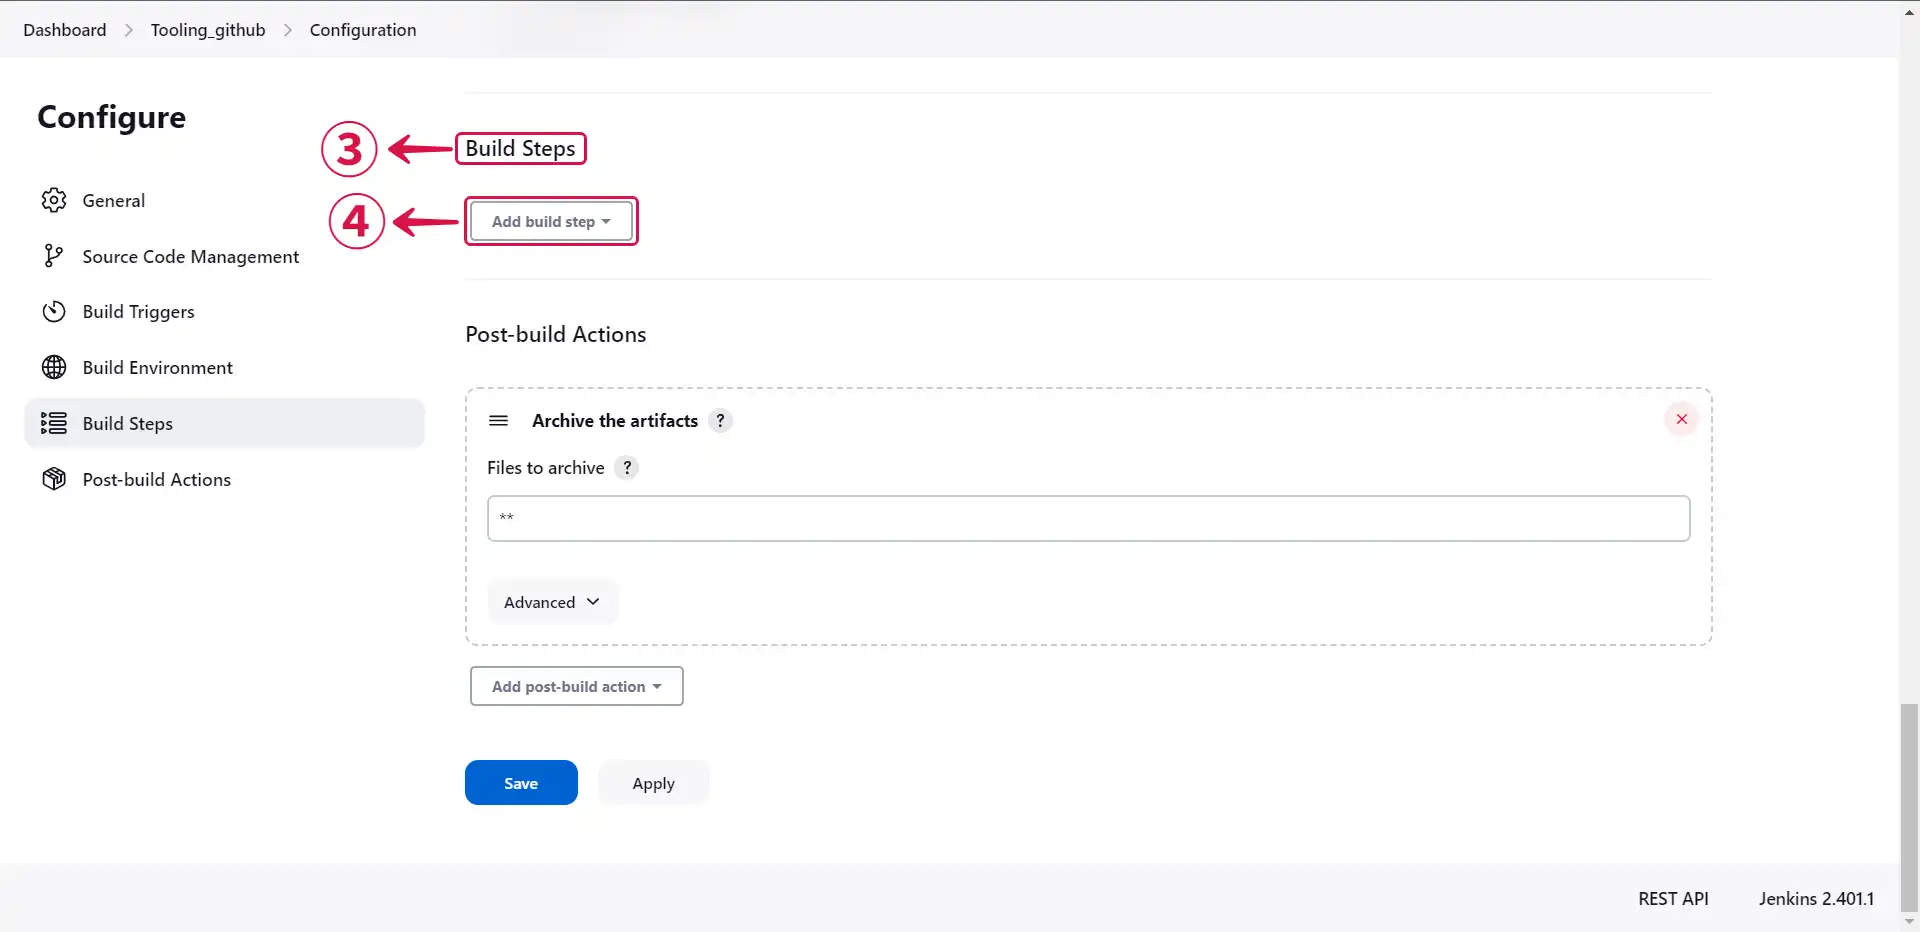 Dashboard > Tooling_github > Configuration
Configure
General
Source Code Management
Build Triggers
Build Environment
Build Steps
Post-build Actions
3
Build Steps
4
Add build step
Post-build Actions
Archive the artifacts ?
Files to archive ?
**
Advanced
Add post-build action
Save
Apply
REST API
Jenkins 2.401.1